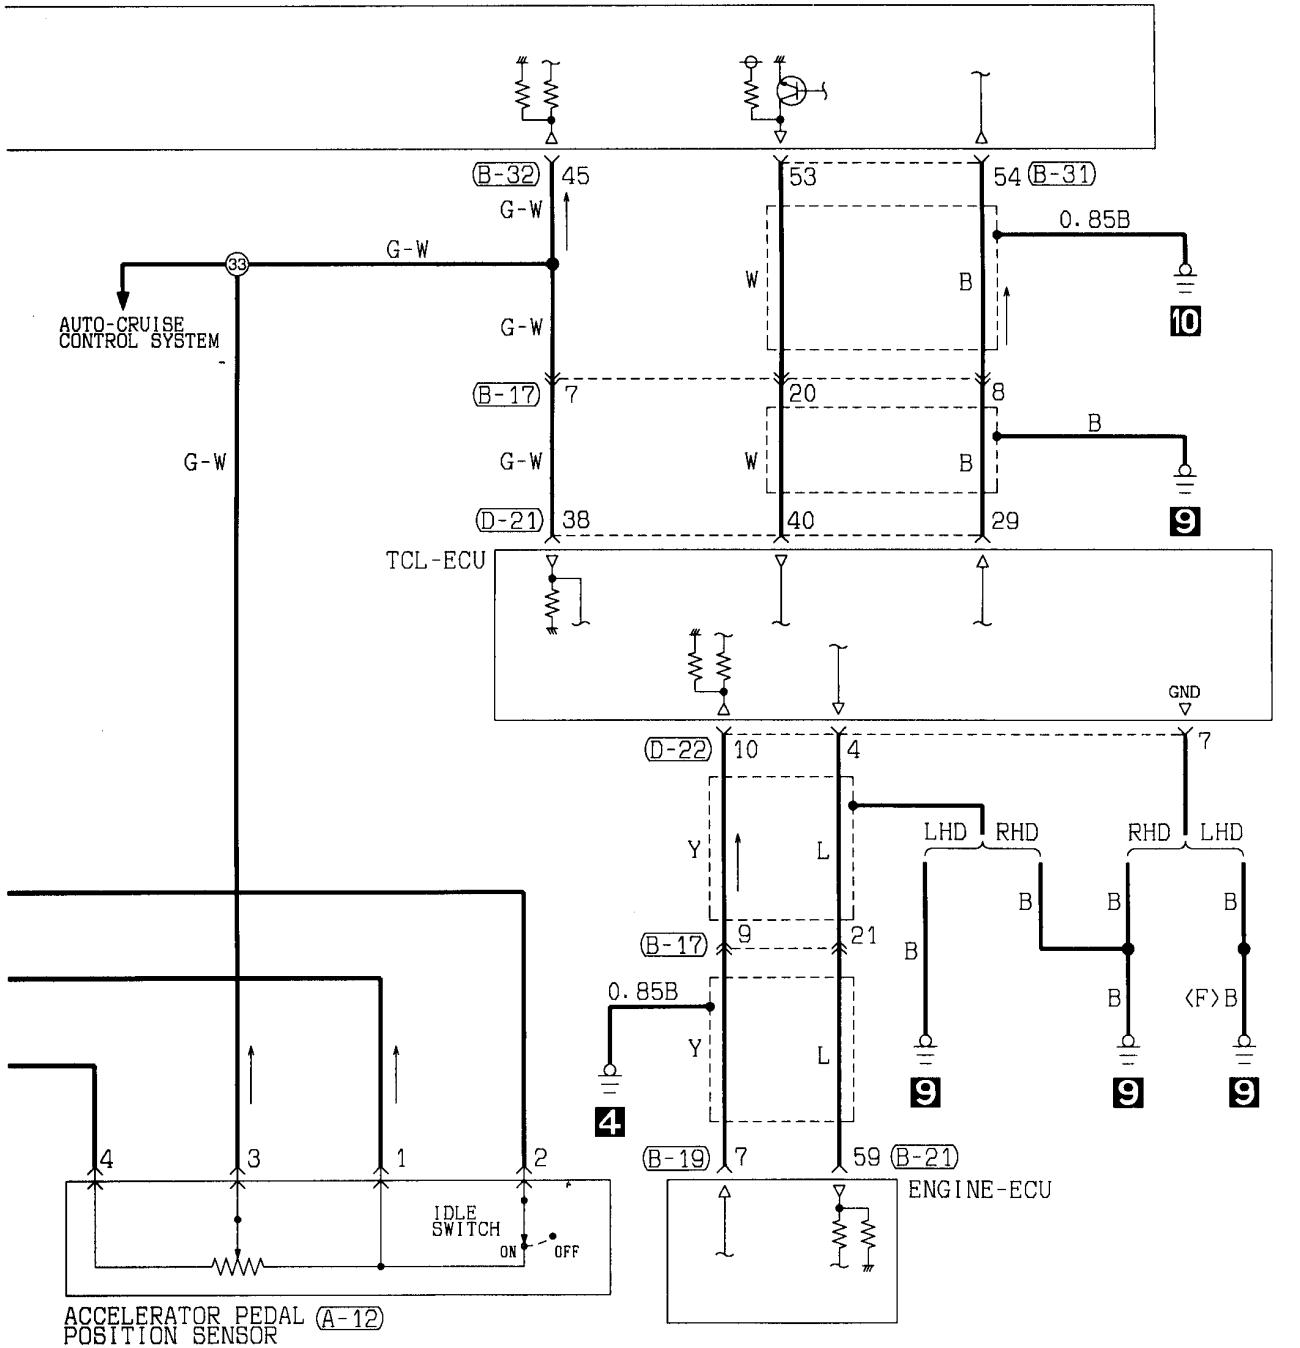 (B-32) 45
53
54 (B-31)
G-W
0.85B
G-W
33
W
B
10
AUTO-CRUISE
CONTROL SYSTEM
G-W
(B-17) 7
20
8
B
G-W
G-W
W
B
9
(D-21) 38
40
29
TCL-ECU
GND
(D-22) 10
4
7
LHD RHD
RHD LHD
Y
L
B
B
B
(B-17) 9
21
B
0.85B
B
<F>B
Y
L
4
9
9
9
4
3
1
2
(B-19) 7
59 (B-21)
ENGINE-ECU
IDLE
SWITCH
ON OFF
ACCELERATOR PEDAL (A-12)
POSITION SENSOR